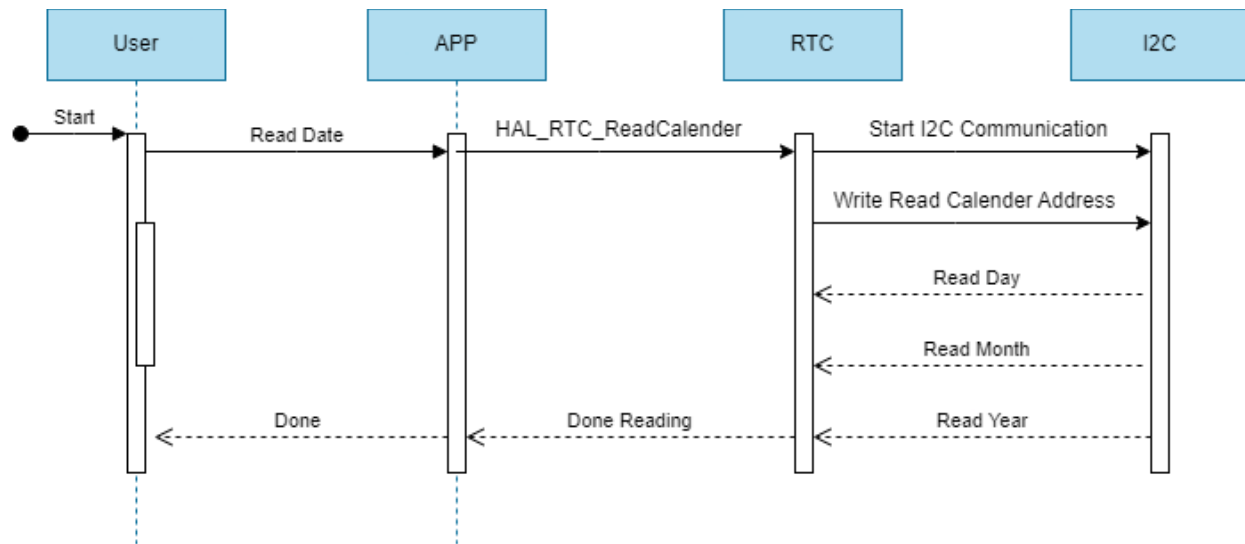 User
APP
RTC
I2C
Start
Read Date
HAL_RTC_ReadCalender
Start I2C Communication
Write Read Calender Address
Read Day
Read Month
Done
Done Reading
Read Year